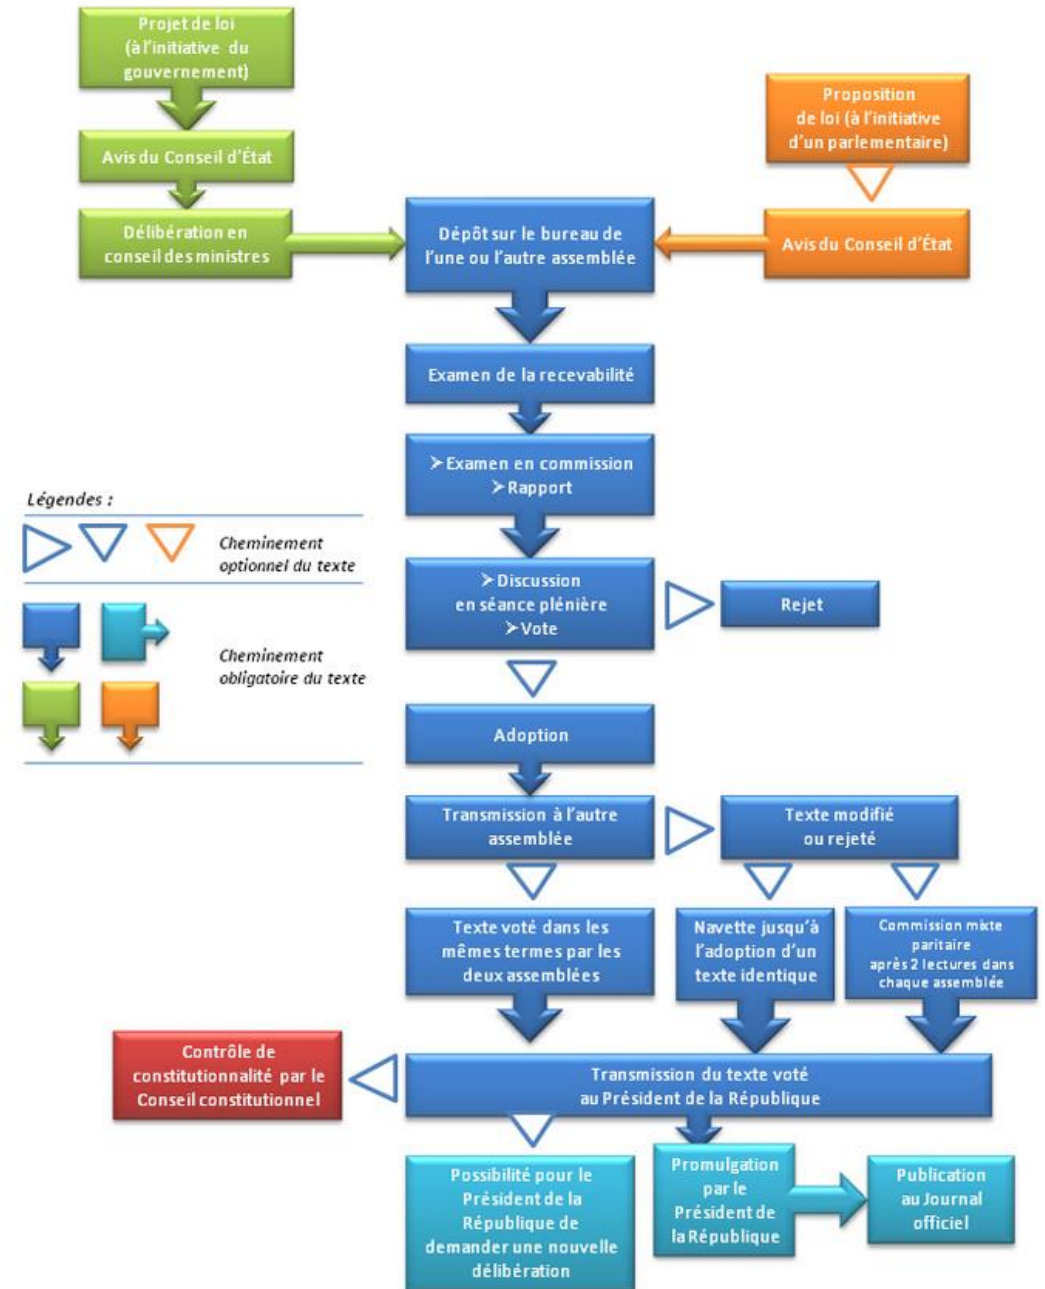 Projet de loi
(à l'initiative du
gouvernement)
Avis du Conseil d'État
Délibération en
conseil des ministres
Proposition
de loi (à l'initiative
d'un parlementaire)
Avis du Conseil d'État
Dépôt sur le bureau de
l'une ou l'autre assemblée
Examen de la recevabilité
➢ Examen en commission
➢ Rapport
Légendes :
Cheminement
optionnel du texte
Cheminement
obligatoire du texte
➢ Discussion
en séance plénière
➢ Vote
Rejet
Adoption
Transmission à l'autre
assemblée
Texte modifié
ou rejeté
Texte voté dans les
mêmes termes par les
deux assemblées
Navette jusqu'à
l'adoption d'un
texte identique
Commission mixte
paritaire
après 2 lectures dans
chaque assemblée
Contrôle de
constitutionnalité par le
Conseil constitutionnel
Transmission du texte voté
au Président de la République
Possibilité pour le
Président de la
République de
demander une nouvelle
délibération
Promulgation
par le
Président de
la République
Publication
au Journal
officiel